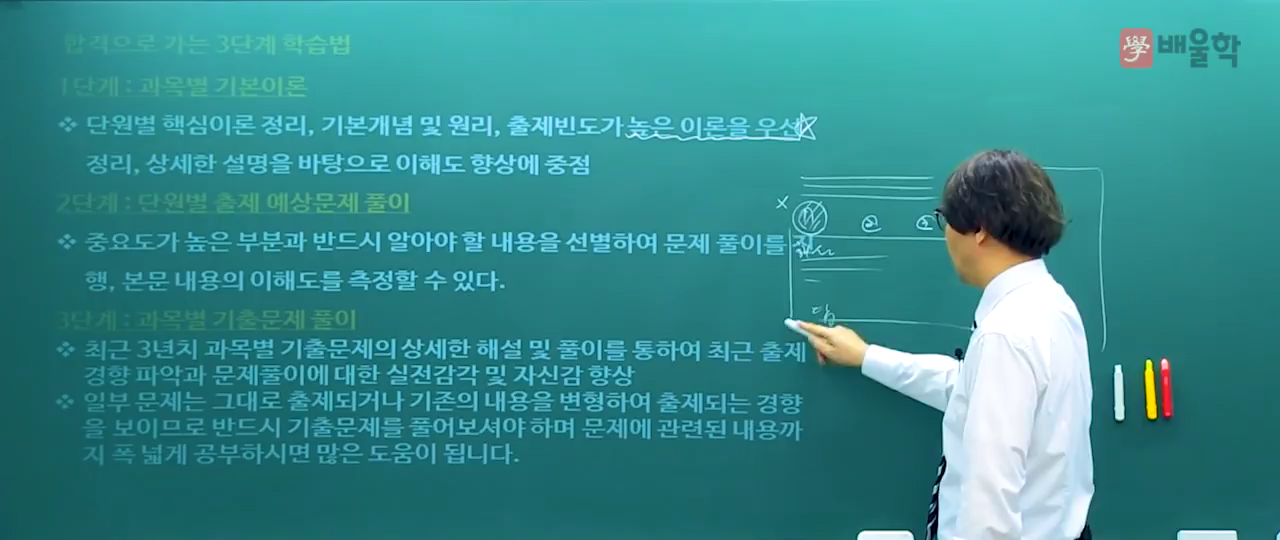 합격으로 가는 3단계 학습법
學 배울학
1단계 : 과목별 기본이론
❖ 단원별 핵심이론 정리, 기본개념 및 원리, 출제빈도가 높은 이론을 우선
정리, 상세한 설명을 바탕으로 이해도 향상에 중점
2단계 : 단원별 출제 예상문제 풀이
❖ 중요도가 높은 부분과 반드시 알아야 할 내용을 선별하여 문제 풀이를
행, 본문 내용의 이해도를 측정할 수 있다.
3단계 : 과목별 기출문제 풀이
❖ 최근 3년치 과목별 기출문제의 상세한 해설 및 풀이를 통하여 최근 출제
경향 파악과 문제풀이에 대한 실전감각 및 자신감 향상
❖ 일부 문제는 그대로 출제되거나 기존의 내용을 변형하여 출제되는 경향
을 보이므로 반드시 기출문제를 풀어보셔야 하며 문제에 관련된 내용까
지 폭 넓게 공부하시면 많은 도움이 됩니다.
x
②
답